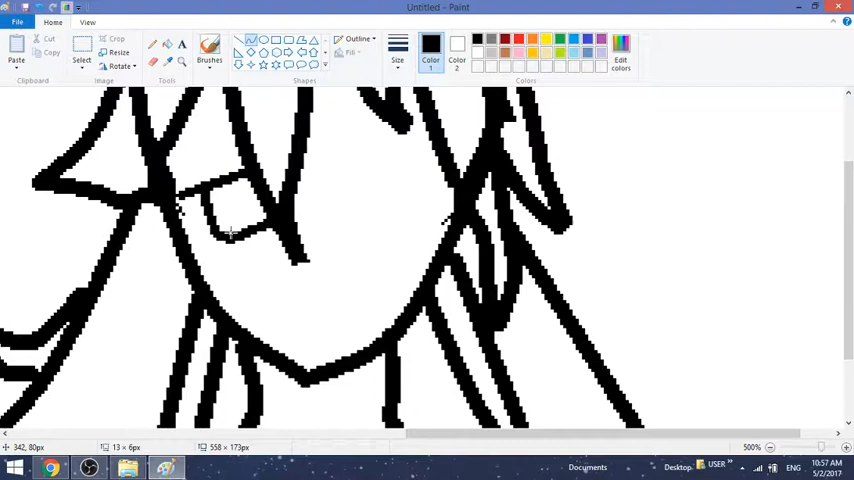 Untitled - Paint
File
Home
View
Paste
Cut
Copy
Clipboard
Select
Crop
Resize
Rotate
Image
A
Tools
Brushes
Outline
Fill
Shapes
Size
Color 1
Color 2
Edit colors
Colors
342, 80px
13 × 6px
558 × 173px
500%
Documents
Desktop
USER
»
ENG
10:57 AM
5/2/2017